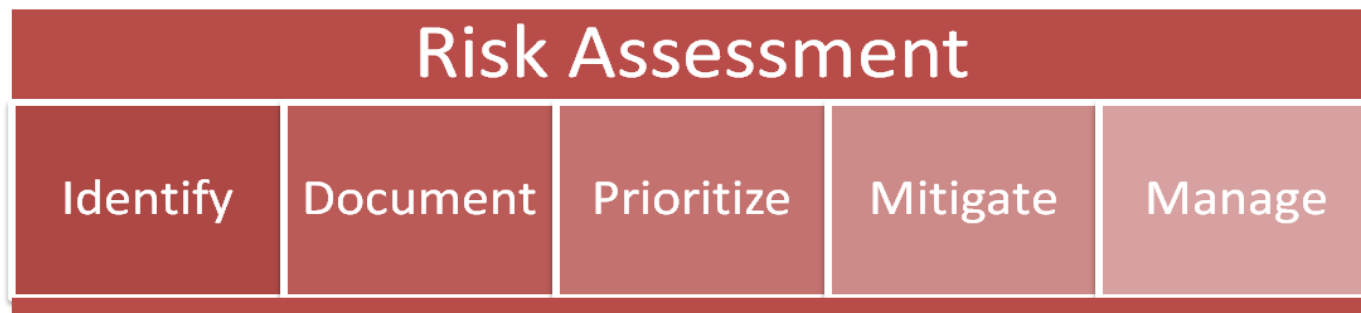 Risk Assessment
Identify
Document
Prioritize
Mitigate
Manage